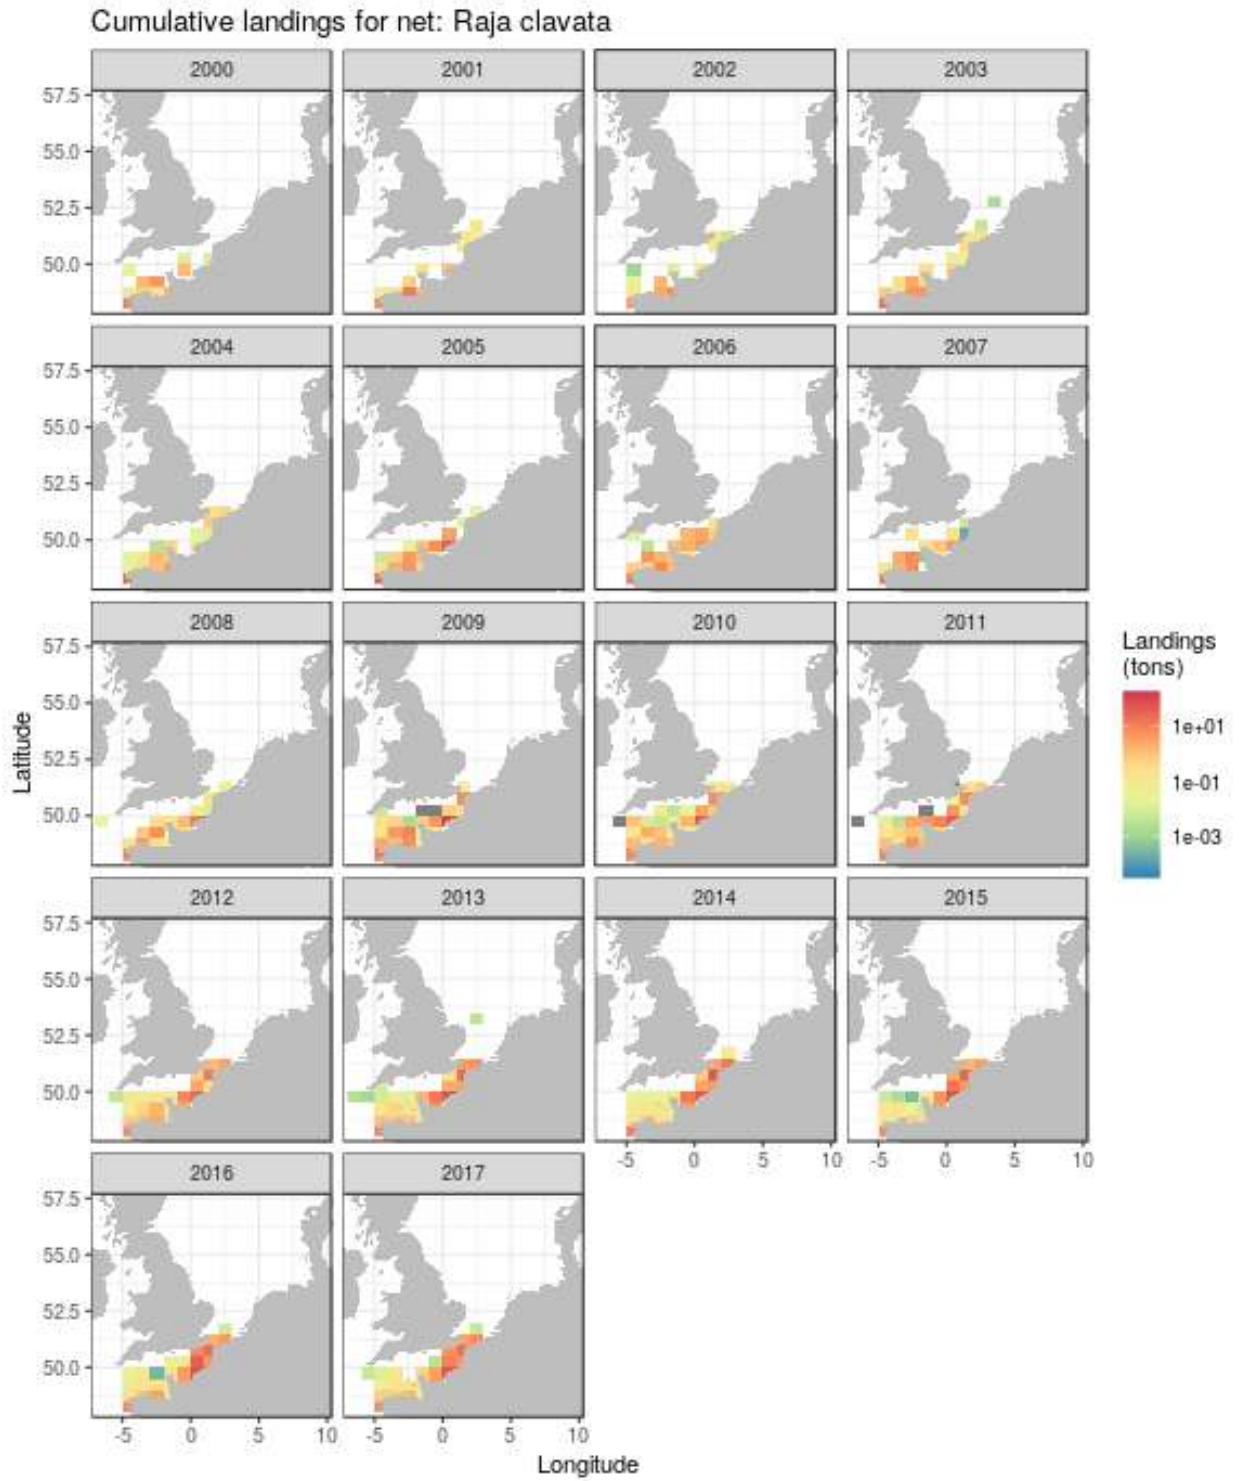 Cumulative landings for net: Raja clavata
2000 2001 2002 2003
57.5
55.0
52.5
50.0
2004 2005 2006 2007
57.5
55.0
52.5
50.0
2008 2009 2010 2011
57.5
55.0
52.5
50.0
Latitude
Landings
(tons)
1e+01
1e-01
1e-03
2012 2013 2014 2015
57.5
55.0
52.5
50.0
-5 0 5 10 -5 0 5 10
2016 2017
57.5
55.0
52.5
50.0
-5 0 5 10 -5 0 5 10
Longitude